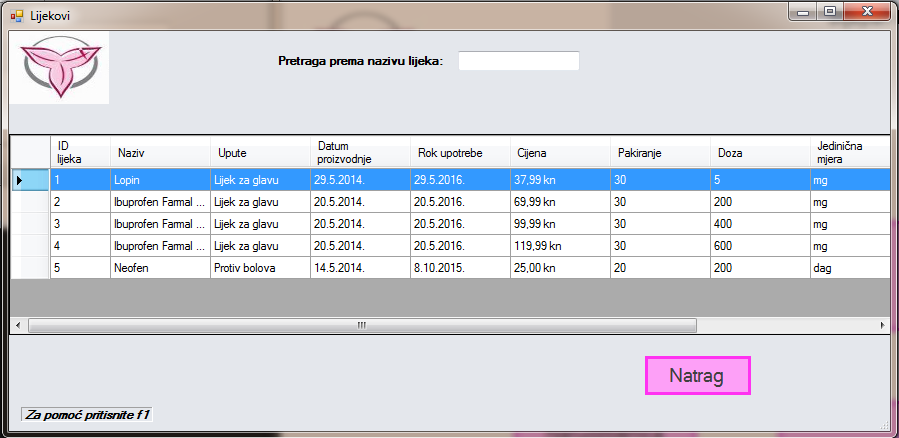 Lijekovi
Pretraga prema nazivu lijeka:
ID lijeka Naziv Upute Datum proizvodnje Rok upotrebe Cijena Pakiranje Doza Jedinična mjera
1 Lopin Lijek za glavu 29.5.2014. 29.5.2016. 37,99 kn 30 5 mg
2 Ibuprofen Farmal ... Lijek za glavu 20.5.2014. 20.5.2016. 69,99 kn 30 200 mg
3 Ibuprofen Farmal ... Lijek za glavu 20.5.2014. 20.5.2016. 99,99 kn 30 400 mg
4 Ibuprofen Farmal ... Lijek za glavu 20.5.2014. 20.5.2016. 119,99 kn 30 600 mg
5 Neofen Protiv bolova 14.5.2014. 8.10.2015. 25,00 kn 20 200 dag
Natrag
Za pomoć pritisnite f1